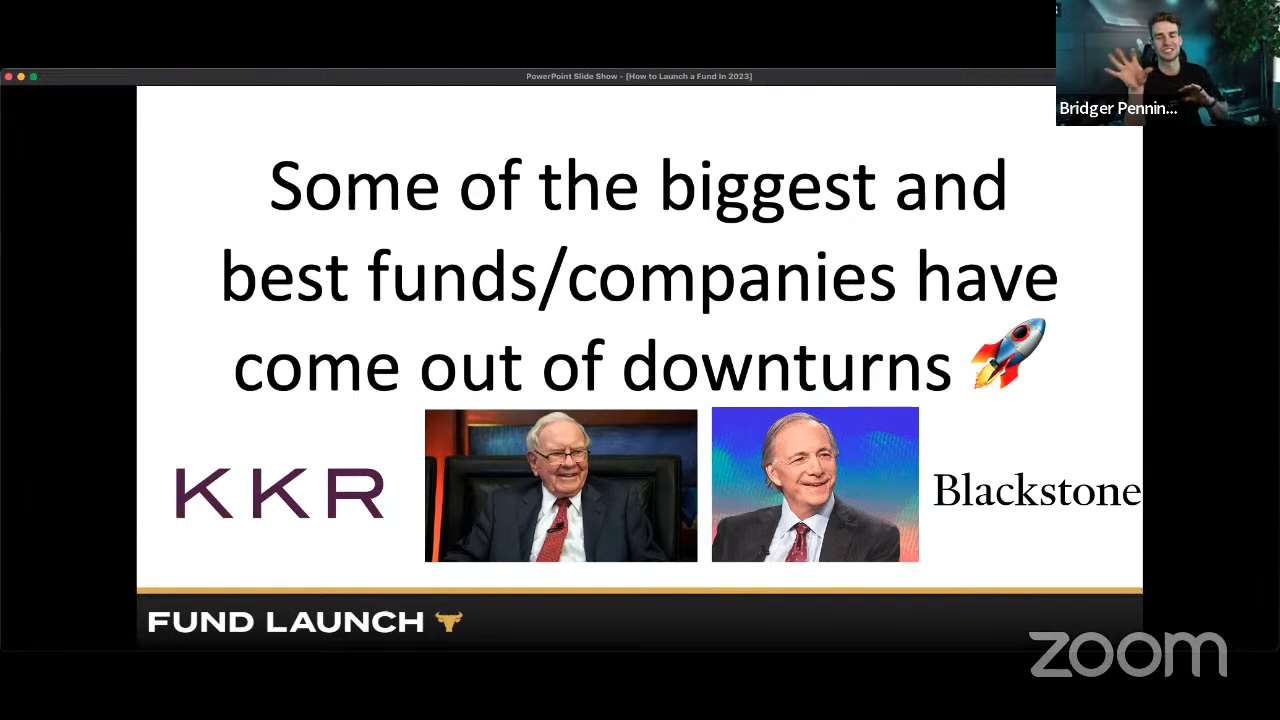 PowerPoint Slide Show - [How to Launch a Fund In 2023]
Bridger Pennin...
Some of the biggest and
best funds/companies have
come out of downturns
KKR
Blackstone
FUND LAUNCH
zoom